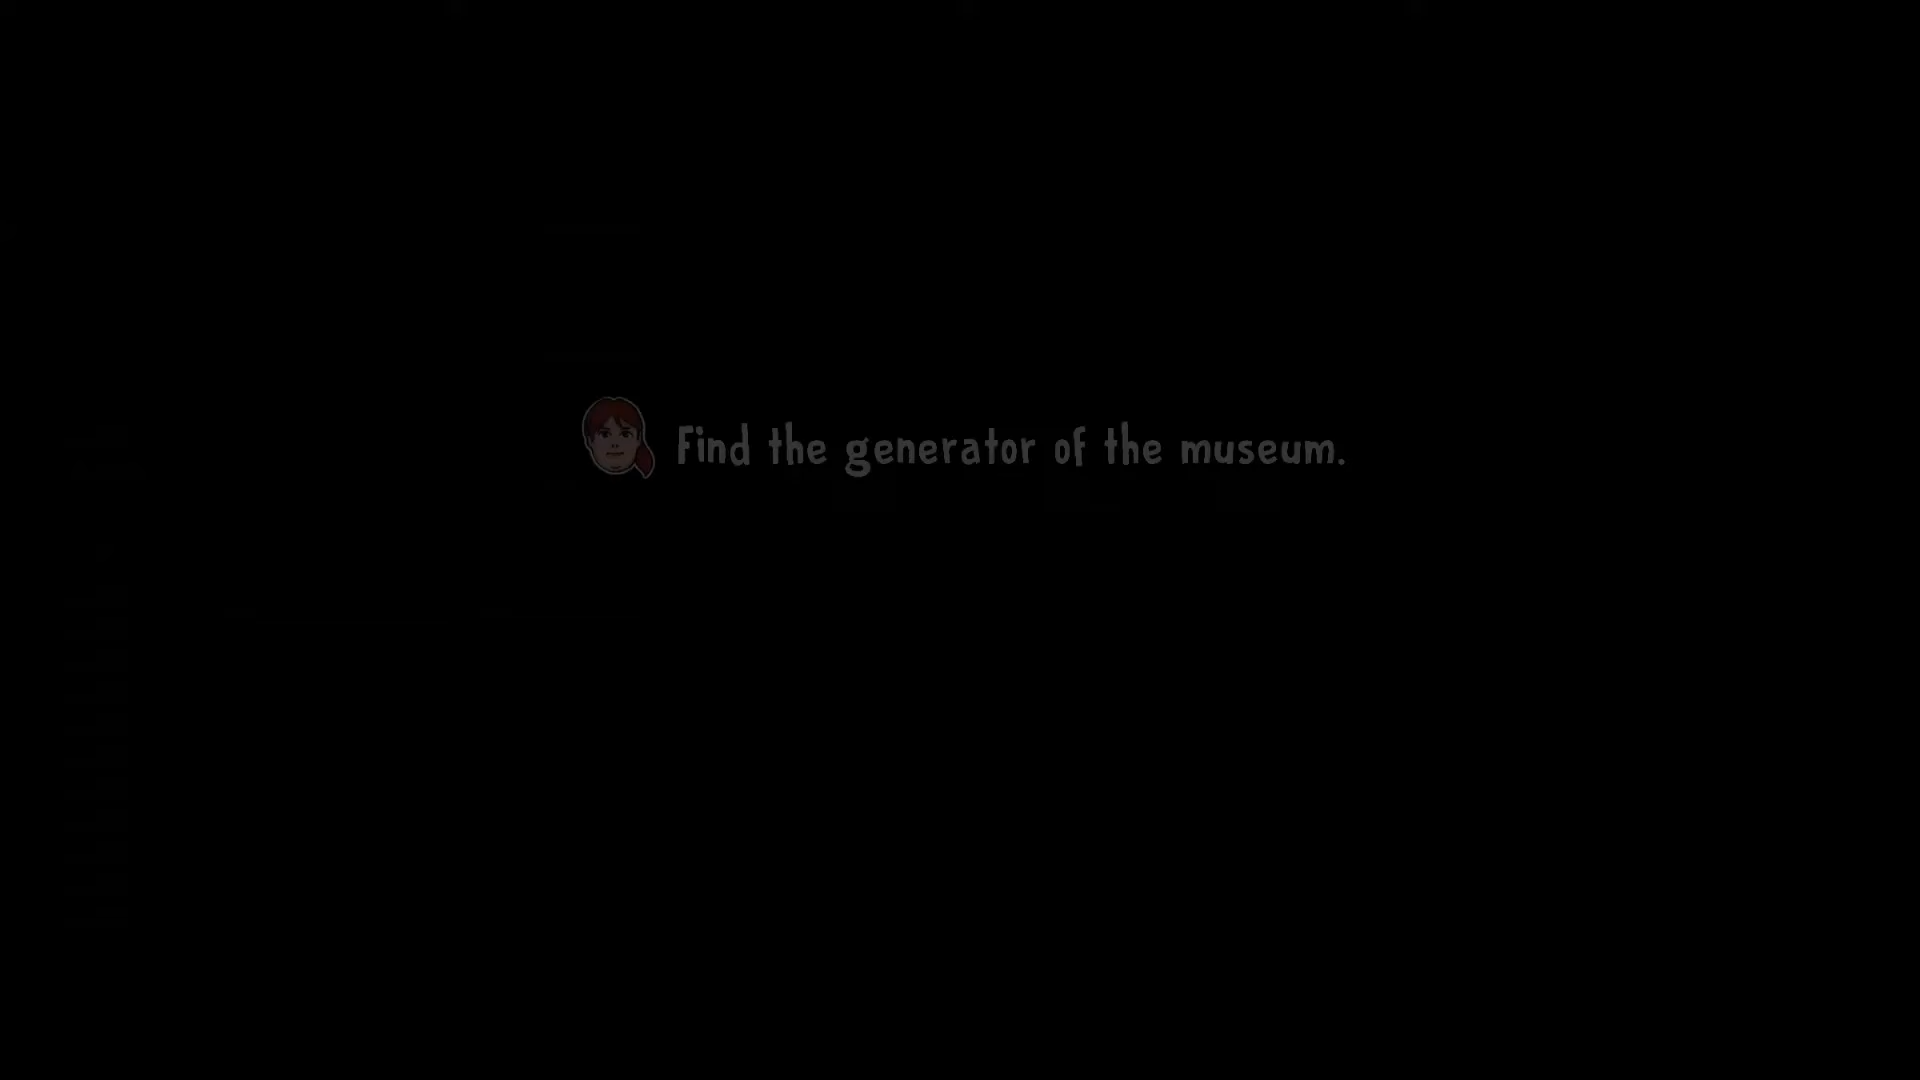 Find the generator of the museum.